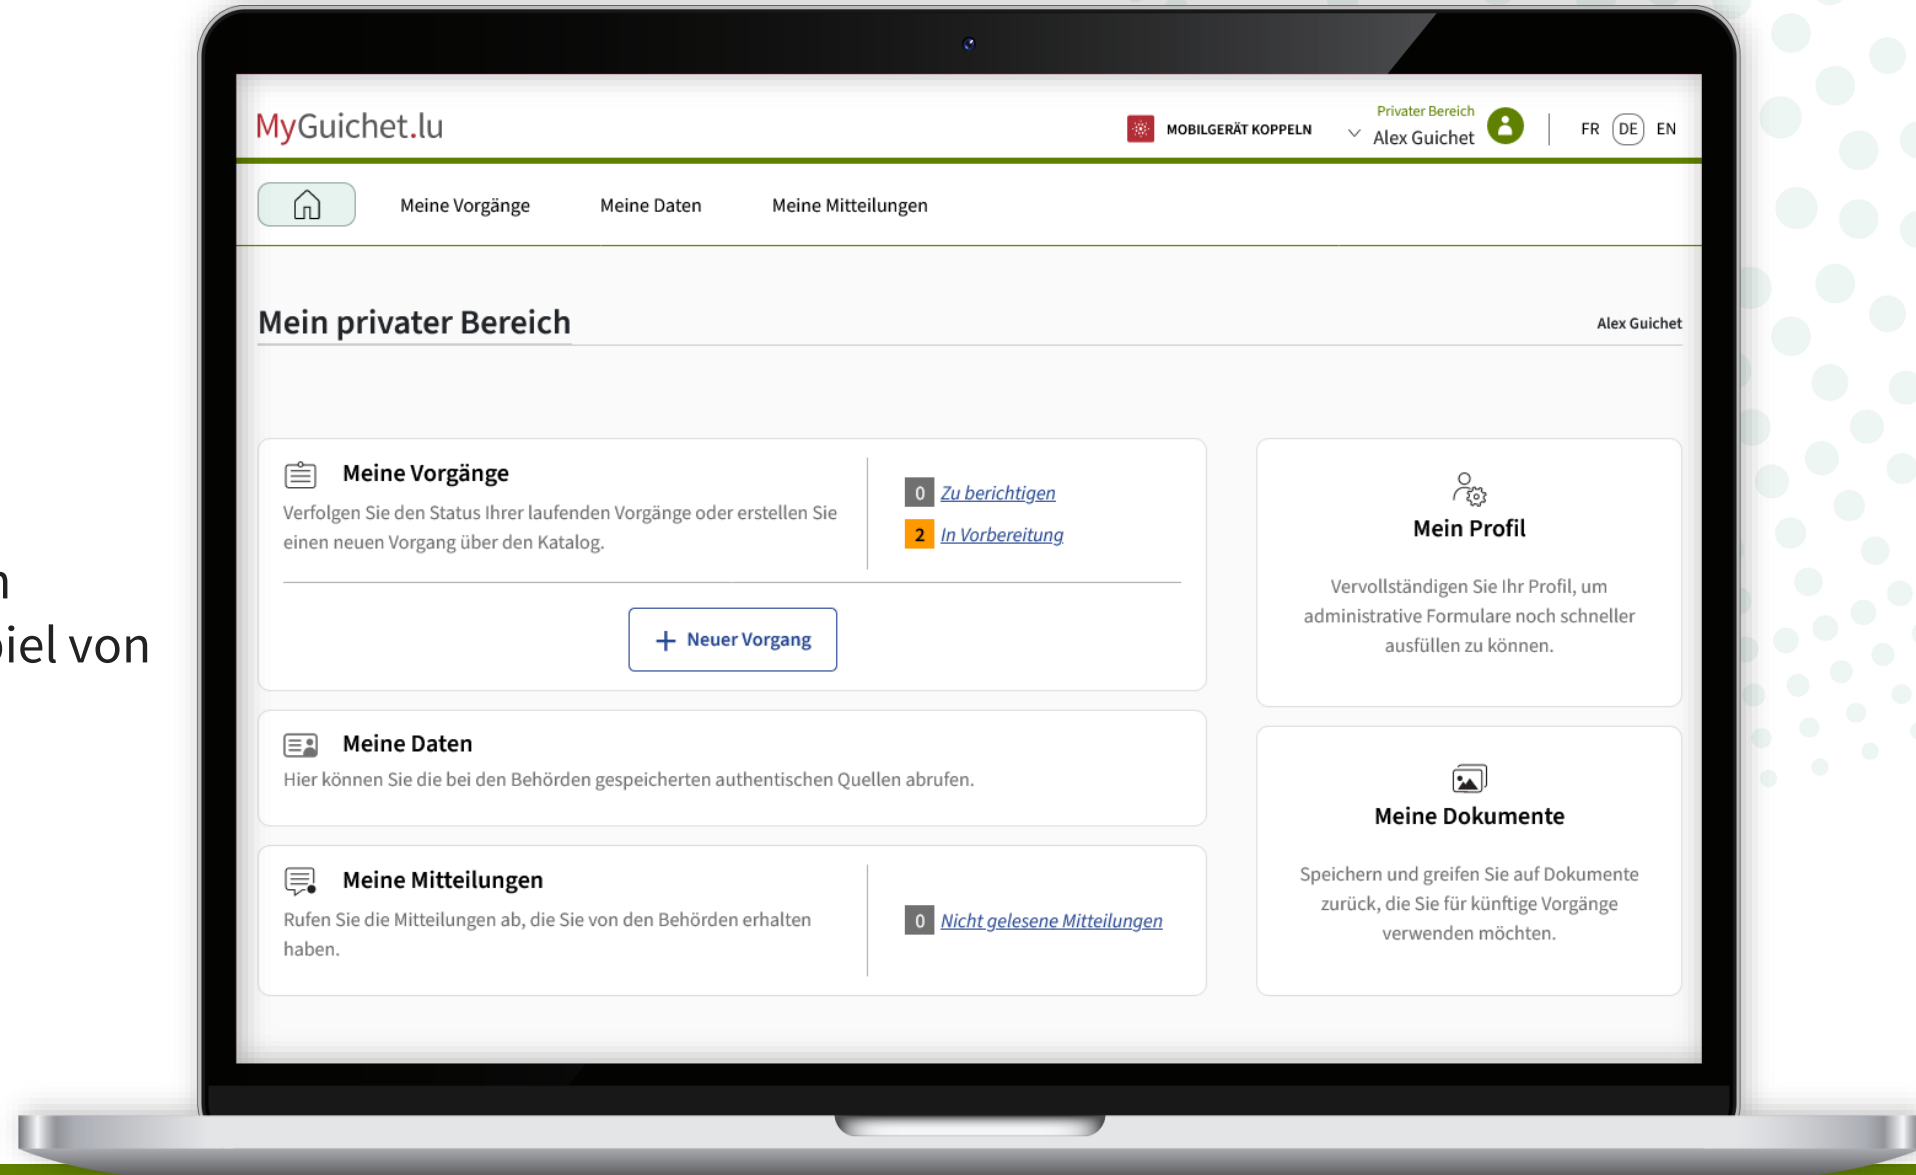 MyGuichet.lu
MOBILGERÄT KOPPELN
Privater Bereich
Alex Guichet
FR DE EN
Meine Vorgänge
Meine Daten
Meine Mitteilungen
Mein privater Bereich
Alex Guichet
Meine Vorgänge
Verfolgen Sie den Status Ihrer laufenden Vorgänge oder erstellen Sie
einen neuen Vorgang über den Katalog.
0 Zu berichtigen
2 In Vorbereitung
+ Neuer Vorgang
Meine Daten
Hier können Sie die bei den Behörden gespeicherten authentischen Quellen abrufen.
Meine Mitteilungen
Rufen Sie die Mitteilungen ab, die Sie von den Behörden erhalten
haben.
0 Nicht gelesene Mitteilungen
Mein Profil
Vervollständigen Sie Ihr Profil, um
administrative Formulare noch schneller
ausfüllen zu können.
Meine Dokumente
Speichern und greifen Sie auf Dokumente
zurück, die Sie für künftige Vorgänge
verwenden möchten.
von